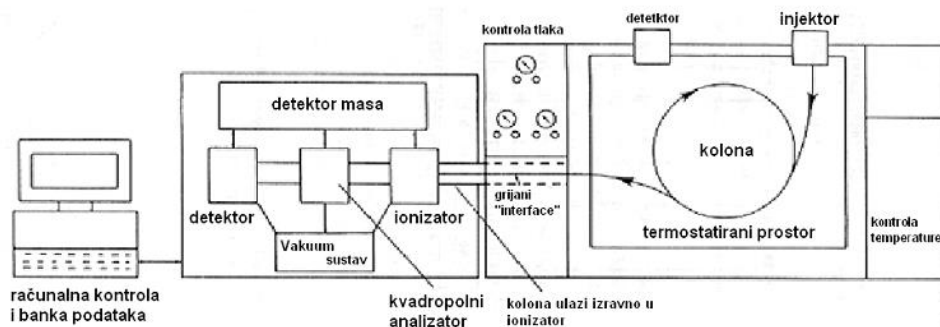 detetktor
injektor
kontrola tlaka
detektor masa
kolona
detektor
ionizator
grijani
"interface"
termostatirani prostor
kontrola
temperature
Vakuum
sustav
računalna kontrola
i banka podataka
kvadropolni
analizator
kolona ulazi izravno u
ionizator